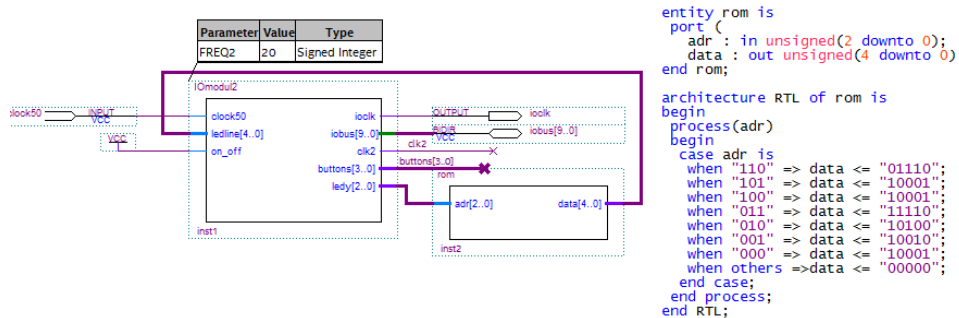 Parameter Value Type
FREQ2 20 Signed Integer
IOmodul2
clock50 INPUT VCC
clock50
ledline[4..0]
VCC on_off
ioclk
iobus[9..0]
clk2
buttons[3..0]
ledy[2..0]
inst1
OUTPUT ioclk
BIDIR VCC iobus[9..0]
clk2
buttons[3..0]
rom
adr[2..0] data[4..0]
inst2
entity rom is
port (
adr : in unsigned(2 downto 0);
data : out unsigned(4 downto 0)
end rom;
architecture RTL of rom is
begin
process(adr)
begin
case adr is
when "110" => data <= "01110";
when "101" => data <= "10001";
when "100" => data <= "10001";
when "011" => data <= "11110";
when "010" => data <= "10100";
when "001" => data <= "10010";
when "000" => data <= "10001";
when others =>data <= "00000";
end case;
end process;
end RTL;